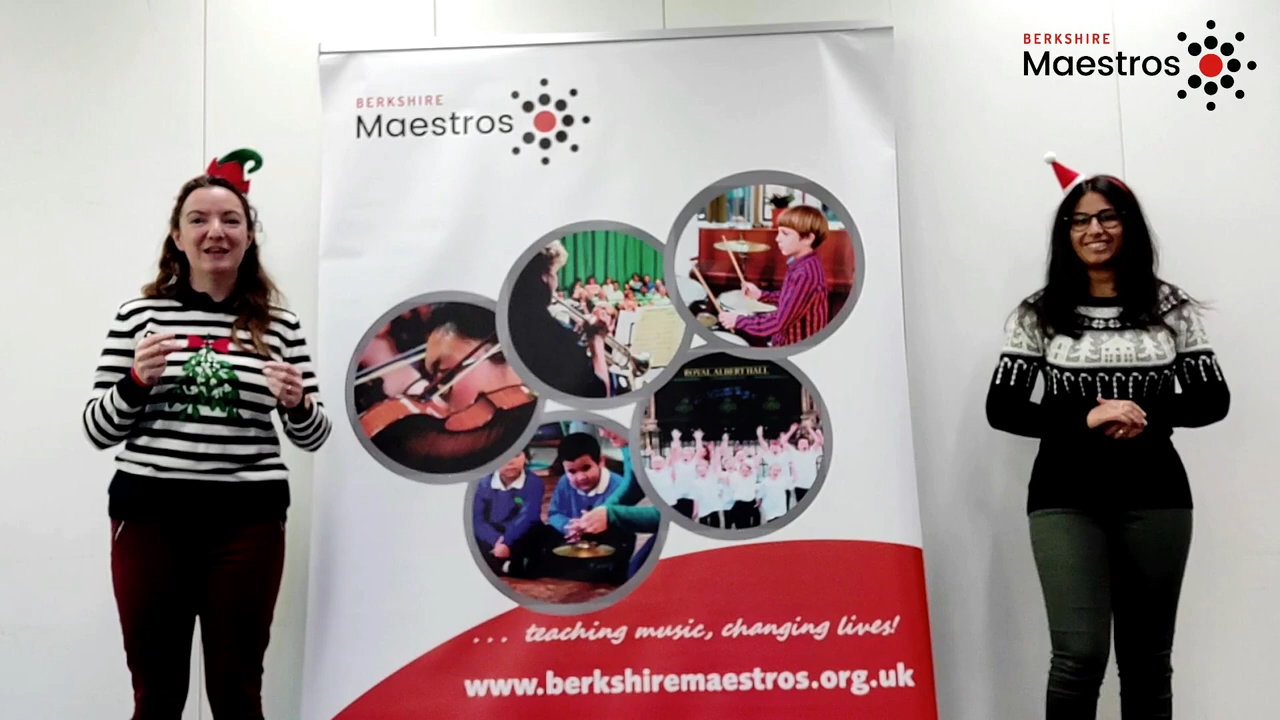 BERKSHIRE
Maestros
BERKSHIRE
Maestros
ROYAL ALBERT HALL
... teaching music, changing lives!
www.berkshiremaestros.org.uk